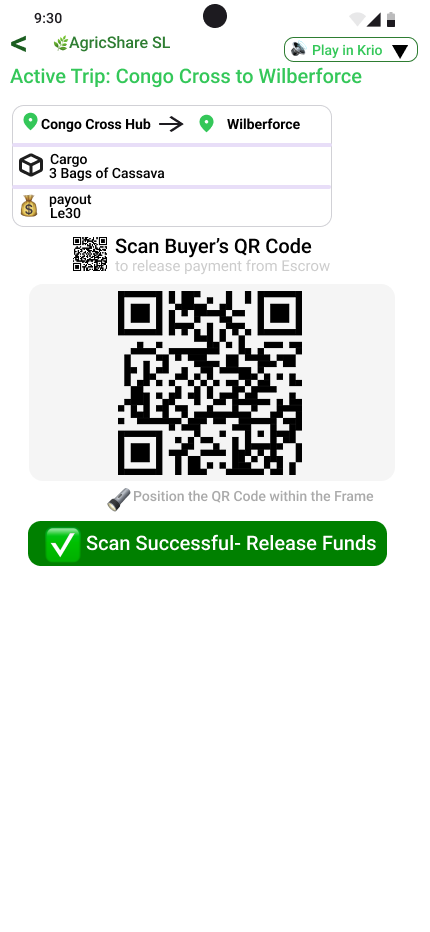 9:30
< AgricShare SL
Play in Krio
Active Trip: Congo Cross to Wilberforce
Congo Cross Hub → Wilberforce
Cargo
3 Bags of Cassava
payout
Le30
Scan Buyer’s QR Code
to release payment from Escrow
Position the QR Code within the Frame
Scan Successful- Release Funds